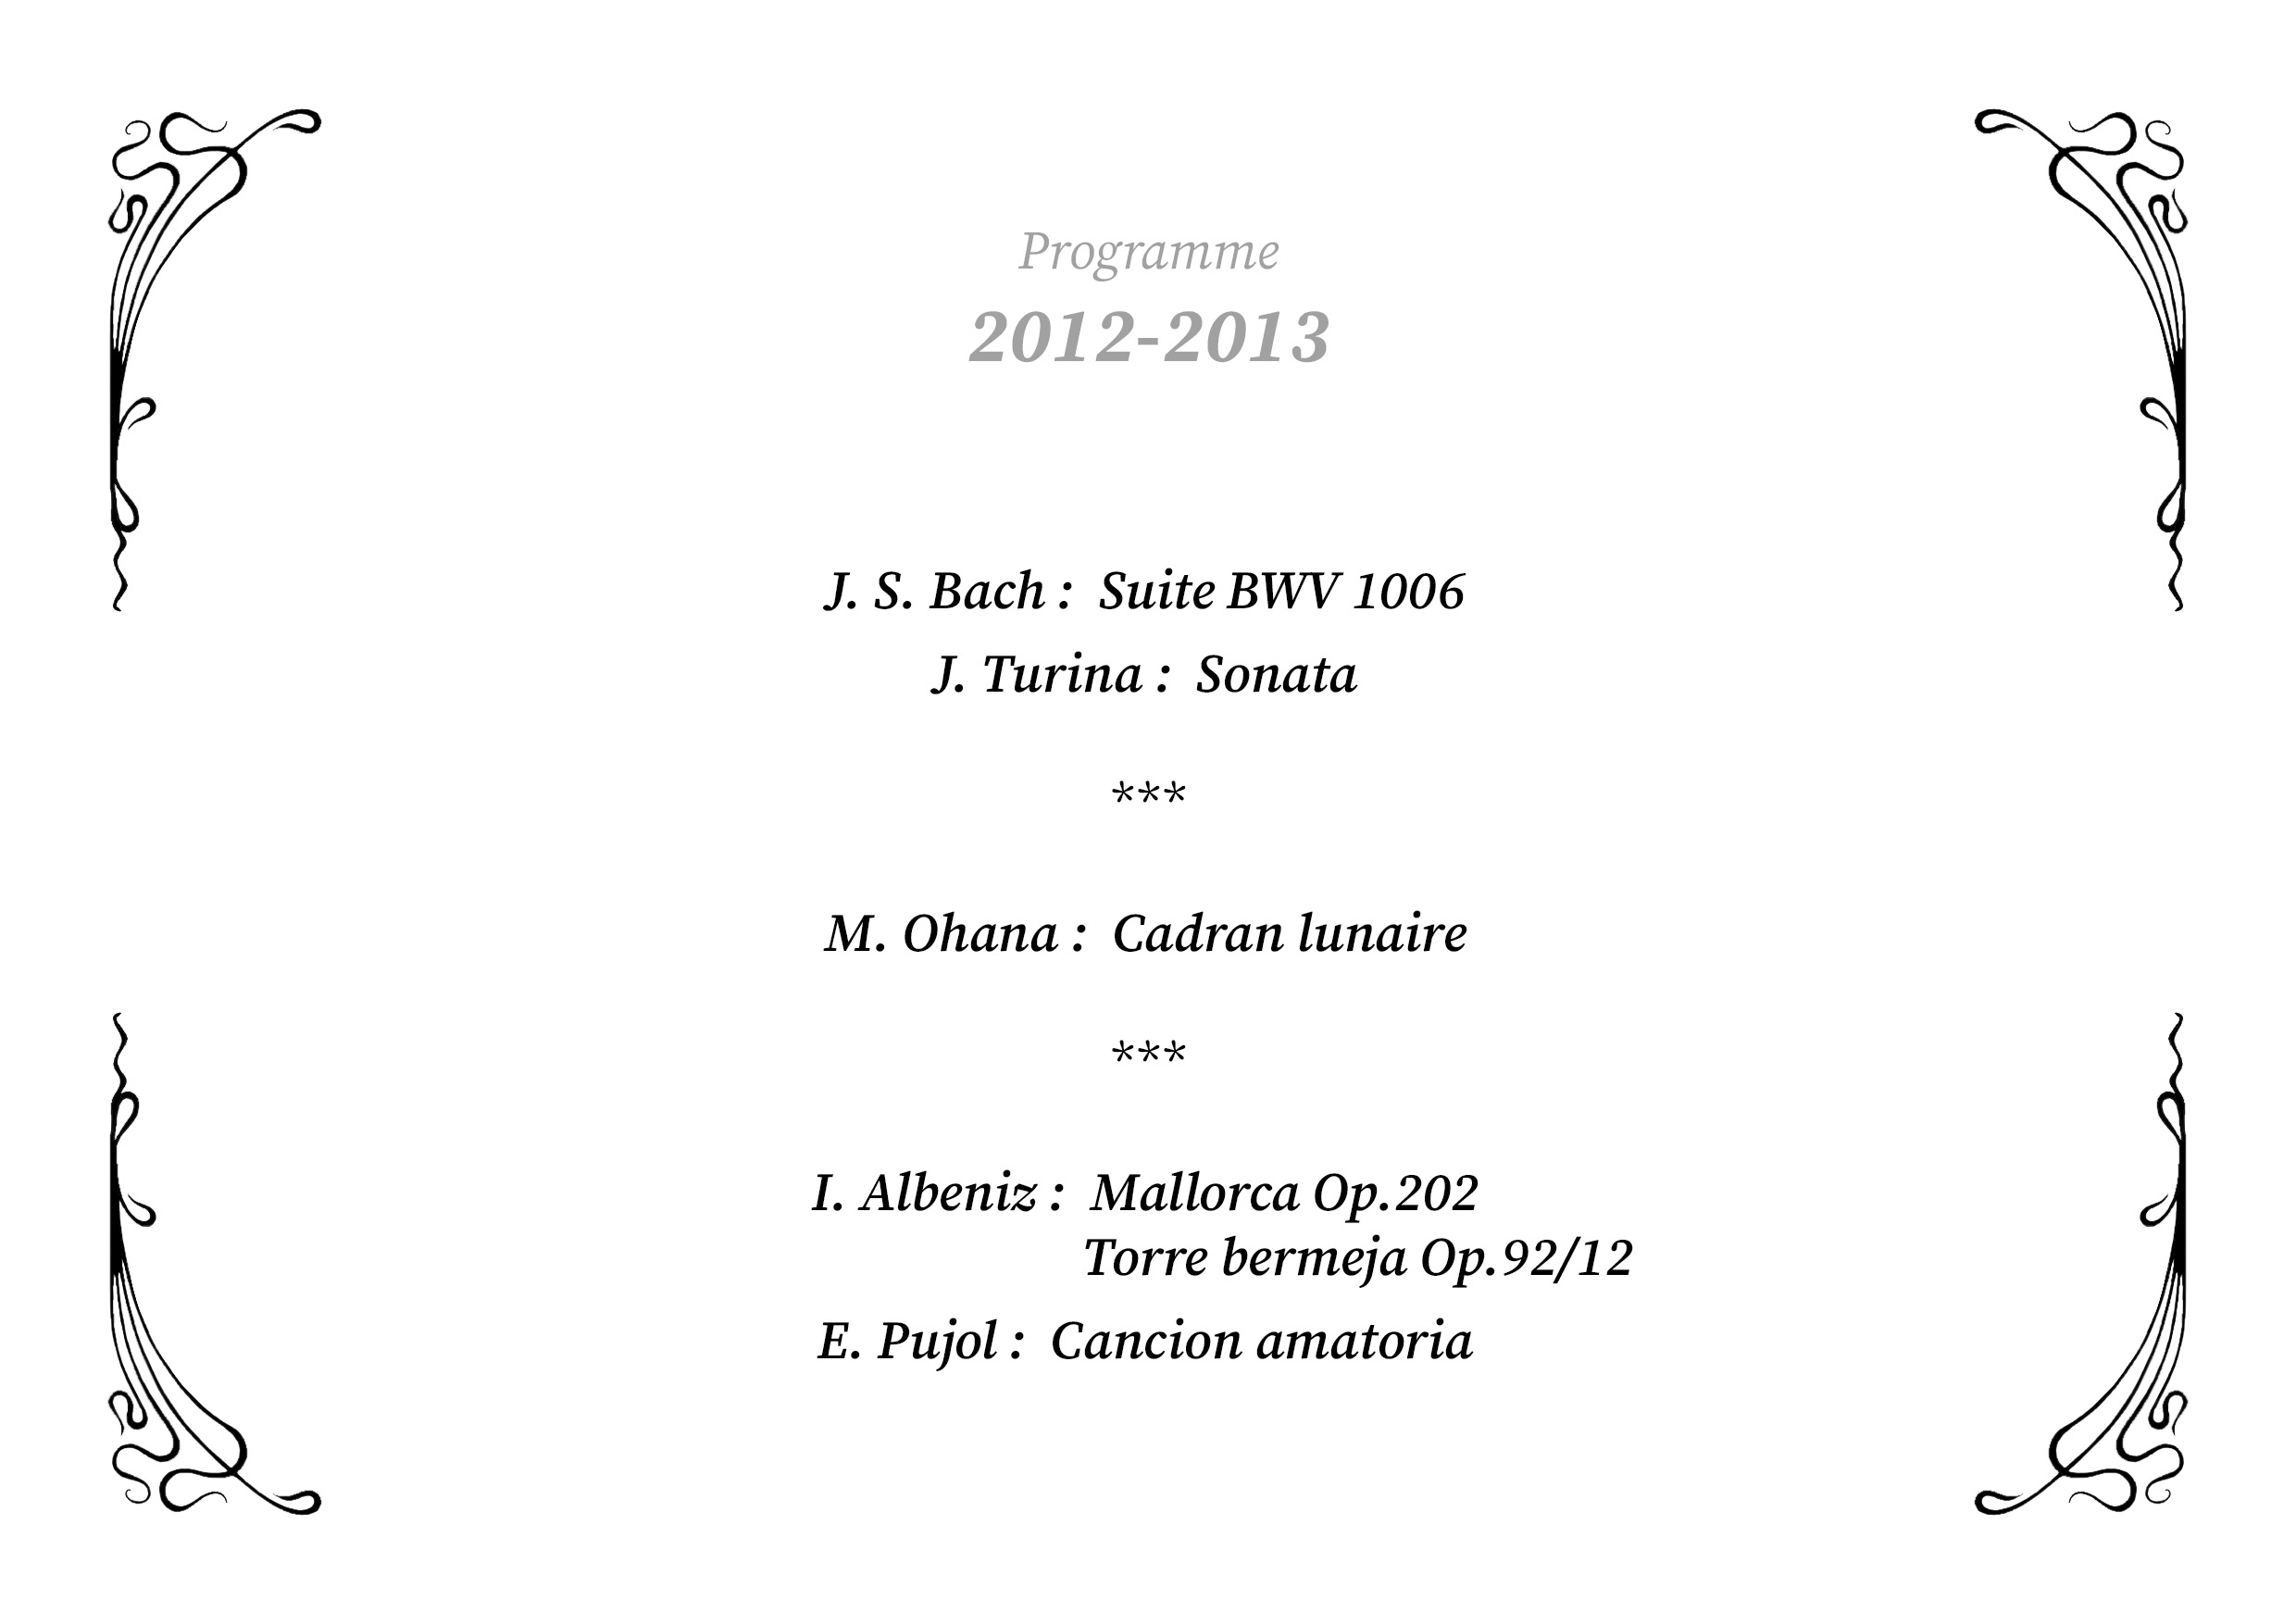 Programme
2012-2013
J. S. Bach : Suite BWV 1006
J. Turina : Sonata
***
M. Ohana : Cadran lunaire
***
I. Albeniz : Mallorca Op.202
Torre bermeja Op.92/12
E. Pujol : Cancion amatoria